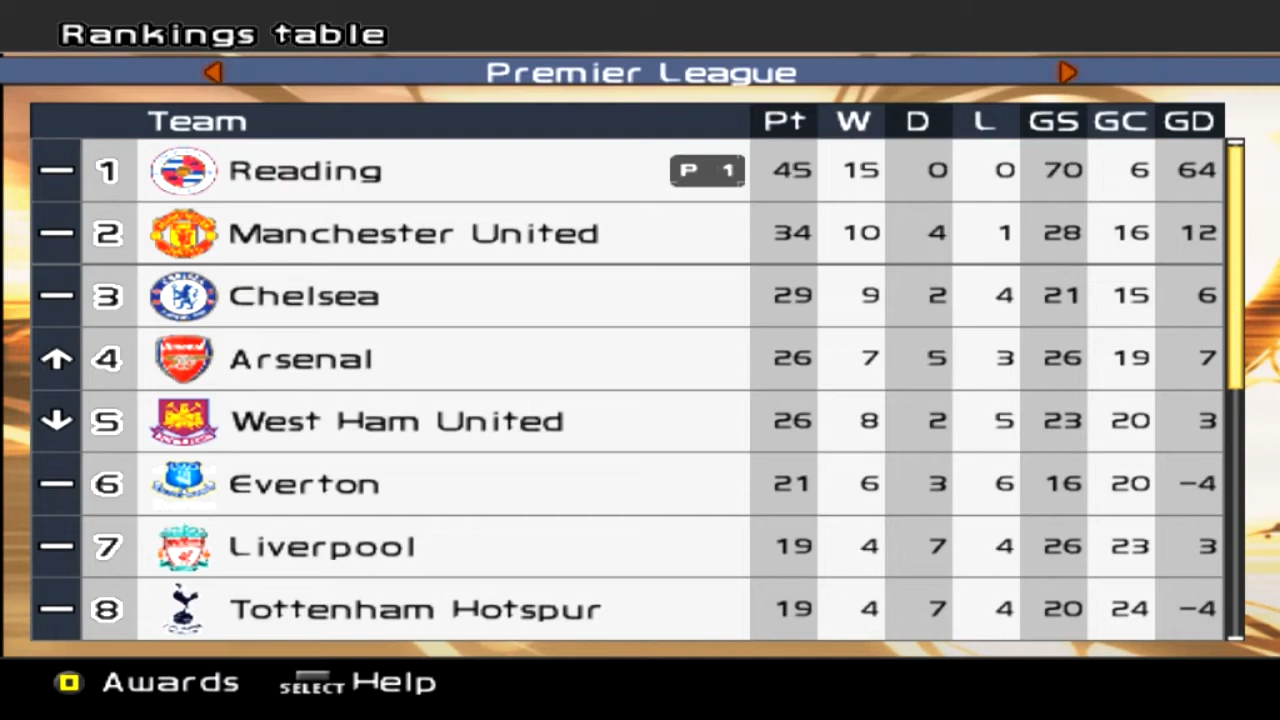 Rankings table
Premier League
Team Pt W D L GS GC GD
1 Reading P 1 45 15 0 0 70 6 64
2 Manchester United 34 10 4 1 28 16 12
3 Chelsea 29 9 2 4 21 15 6
4 Arsenal 26 7 5 3 26 19 7
5 West Ham United 26 8 2 5 23 20 3
6 Everton 21 6 3 6 16 20 -4
7 Liverpool 19 4 7 4 26 23 3
8 Tottenham Hotspur 19 4 7 4 20 24 -4
Awards SELECT Help